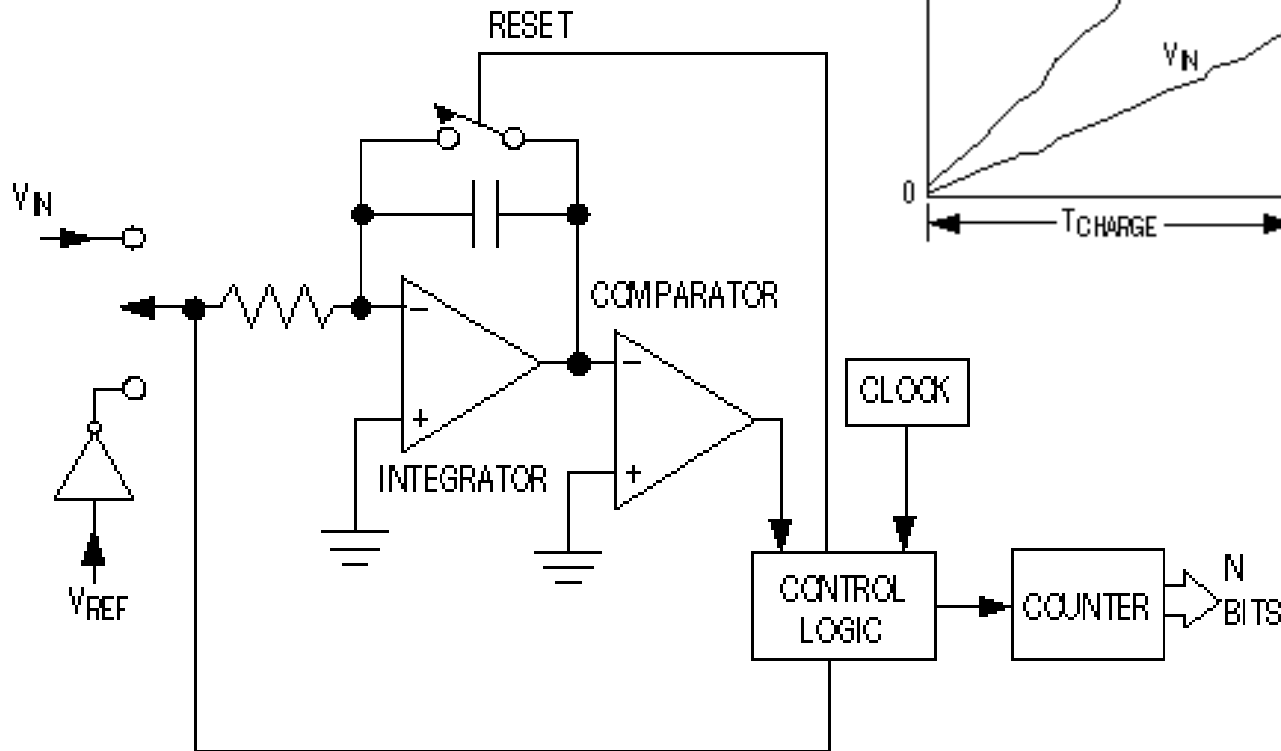 RESET
VIN
VIN
0
TCHARGE
COMPARATOR
−
+
INTEGRATOR
−
+
CLOCK
VREF
CONTROL
LOGIC
COUNTER
N
BITS